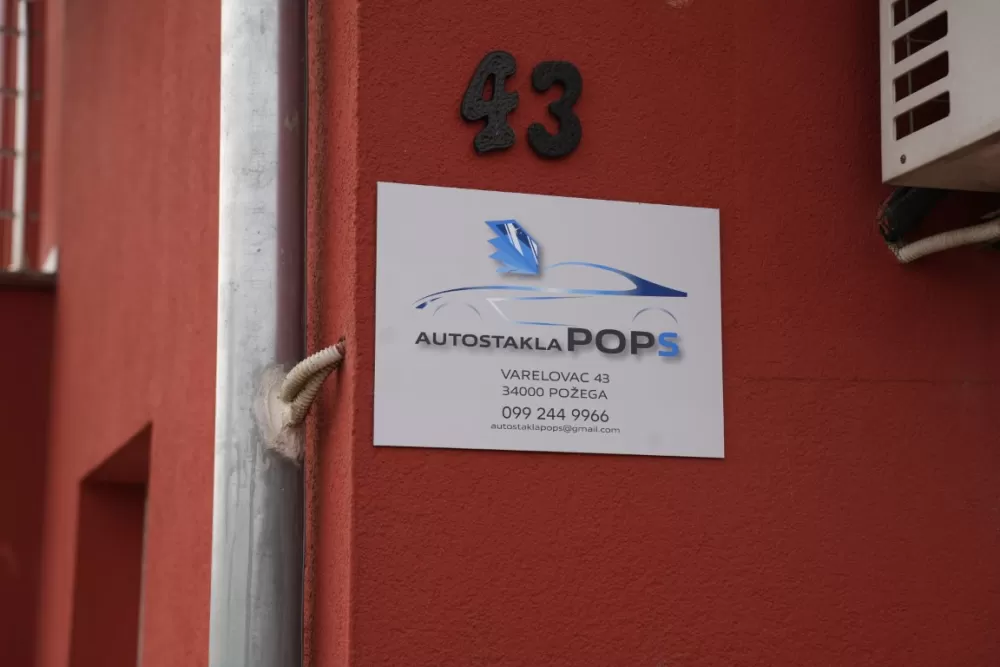 43
AUTOSTAKLA POPS
VARELOVAC 43
34000 POŽEGA
099 244 9966
autostaklapops@gmail.com